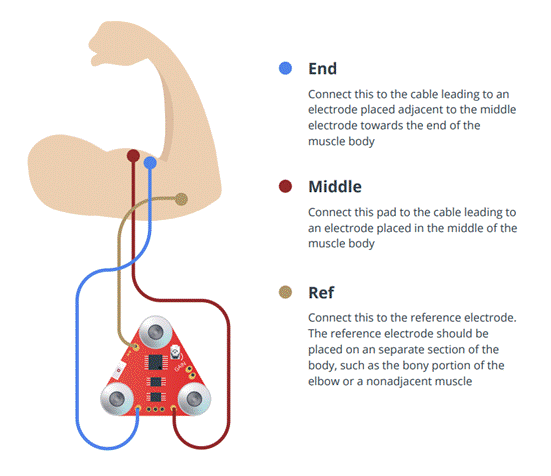 End
Connect this to the cable leading to an
electrode placed adjacent to the middle
electrode towards the end of the
muscle body
Middle
Connect this pad to the cable leading to
an electrode placed in the middle of the
muscle body
Ref
Connect this to the reference electrode.
The reference electrode should be
placed on an separate section of the
body, such as the bony portion of the
elbow or a nonadjacent muscle
GAIN